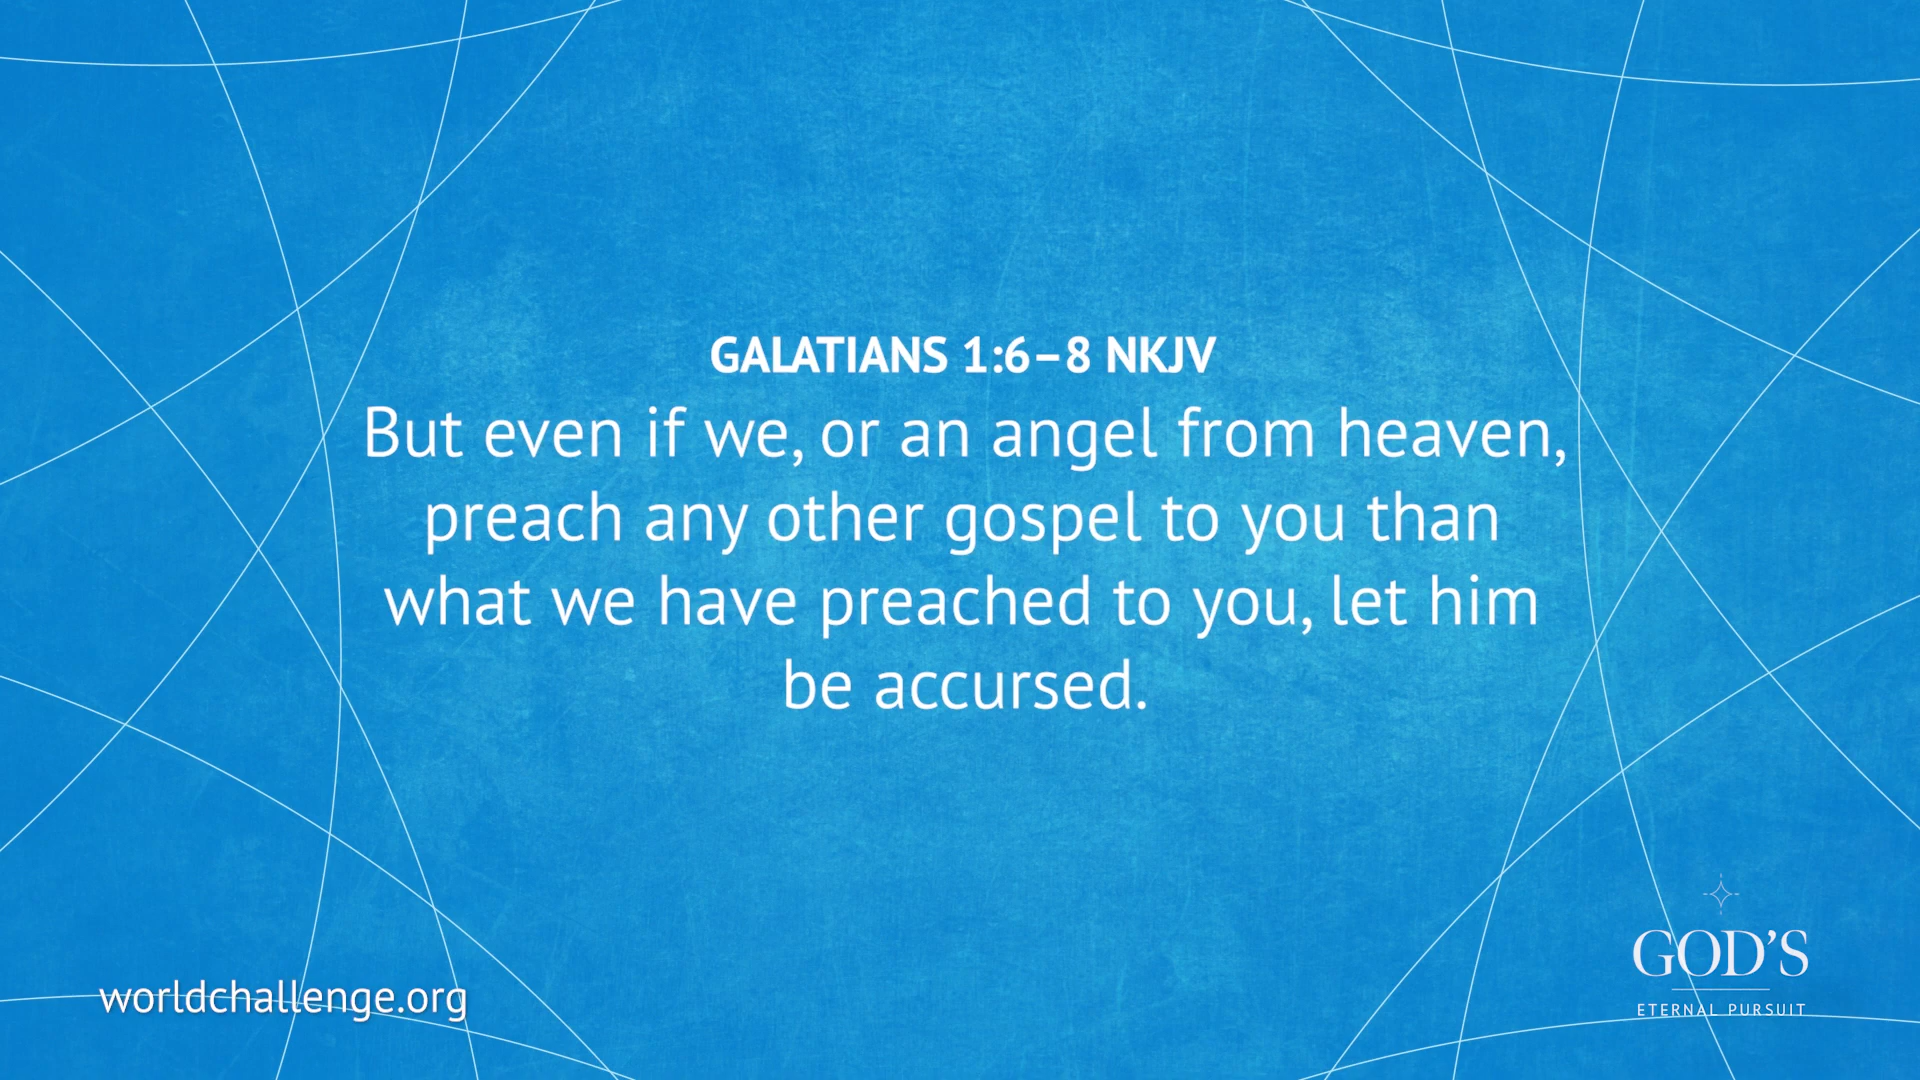 GALATIANS 1:6–8 NKJV
But even if we, or an angel from heaven,
preach any other gospel to you than
what we have preached to you, let him
be accursed.
worldchallenge.org
GOD'S
ETERNAL PURSUIT